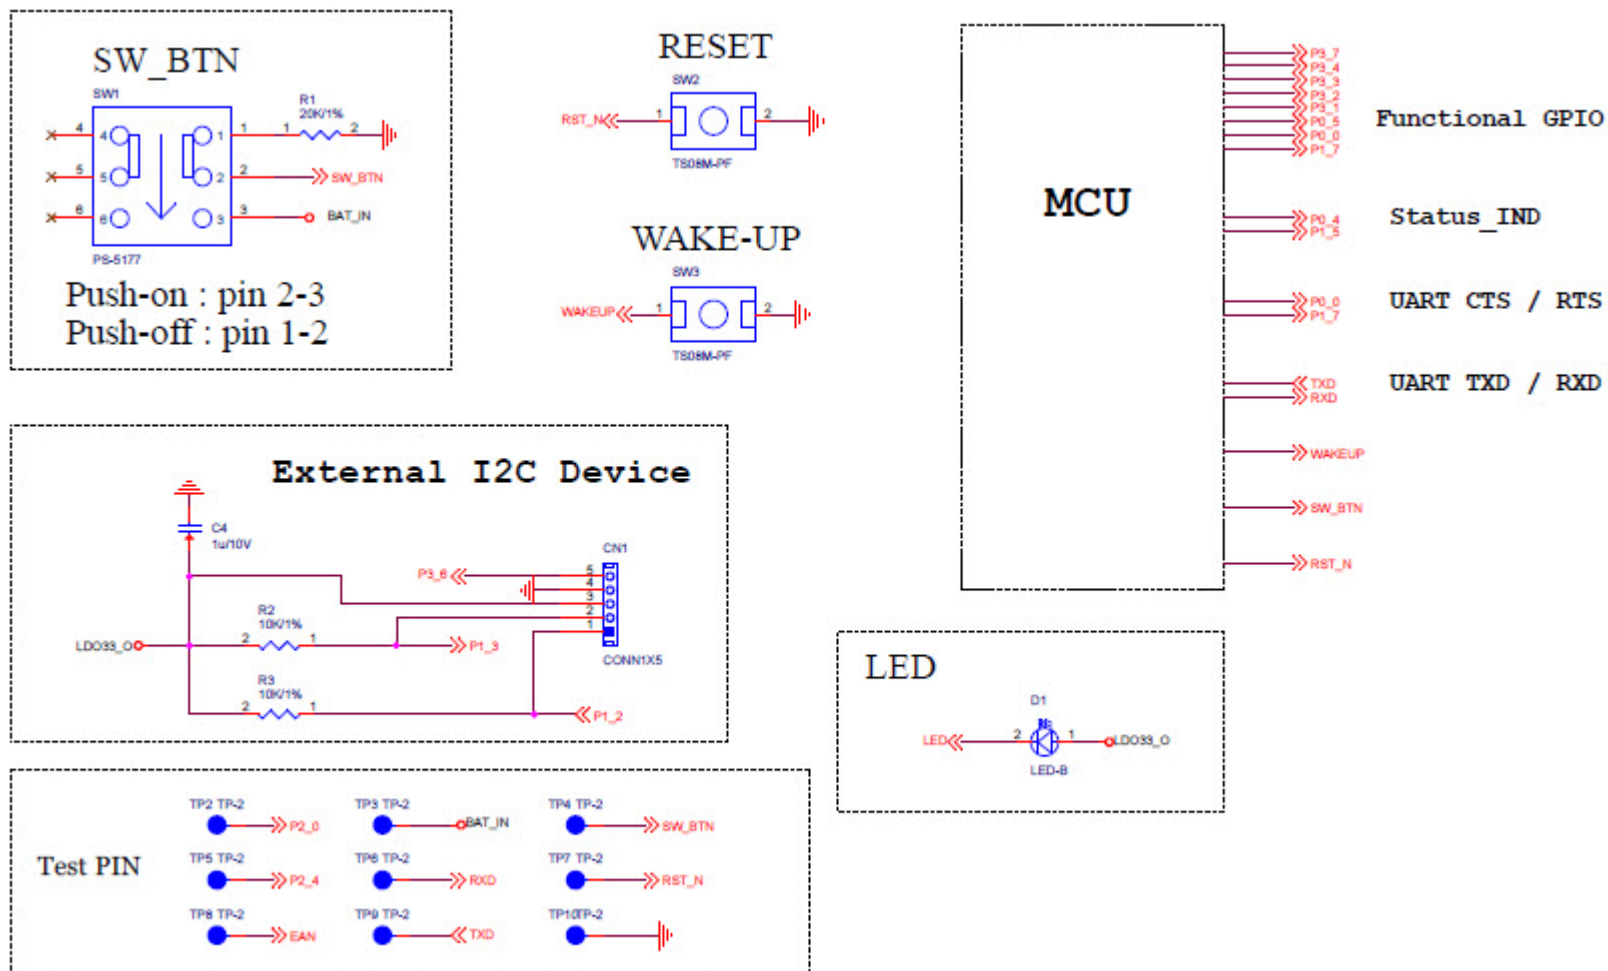 SW_BTN
SW1
R1
20K/1%
4 4 1 1 1 2
5 5 2 2 SW_BTN
6 6 3 3 BAT_IN
PS-5177
Push-on : pin 2-3
Push-off : pin 1-2
RESET
SW2
RST_N 1 2
TS08M-PF
WAKE-UP
SW3
WAKEUP 1 2
TS08M-PF
MCU
P3_7
P3_4
P3_3
P3_2
P3_1
P0_5
P0_0
P1_7
Functional GPIO
P0_4
P1_5
Status_IND
P0_0
P1_7
UART CTS / RTS
TXD
RXD
UART TXD / RXD
WAKEUP
SW_BTN
RST_N
External I2C Device
C4
1u/10V
CN1
P3_6 5
4
3
2
1
CONN1X5
R2
10K/1%
LDO33_O 2 1 P1_3
R3
10K/1%
2 1 P1_2
LED
D1
LED 2 1 LDO33_O
LED-B
Test PIN
TP2 TP-2 P2_0
TP3 TP-2 BAT_IN
TP4 TP-2 SW_BTN
TP5 TP-2 P2_4
TP6 TP-2 RXD
TP7 TP-2 RST_N
TP8 TP-2 EAN
TP9 TP-2 TXD
TP10TP-2